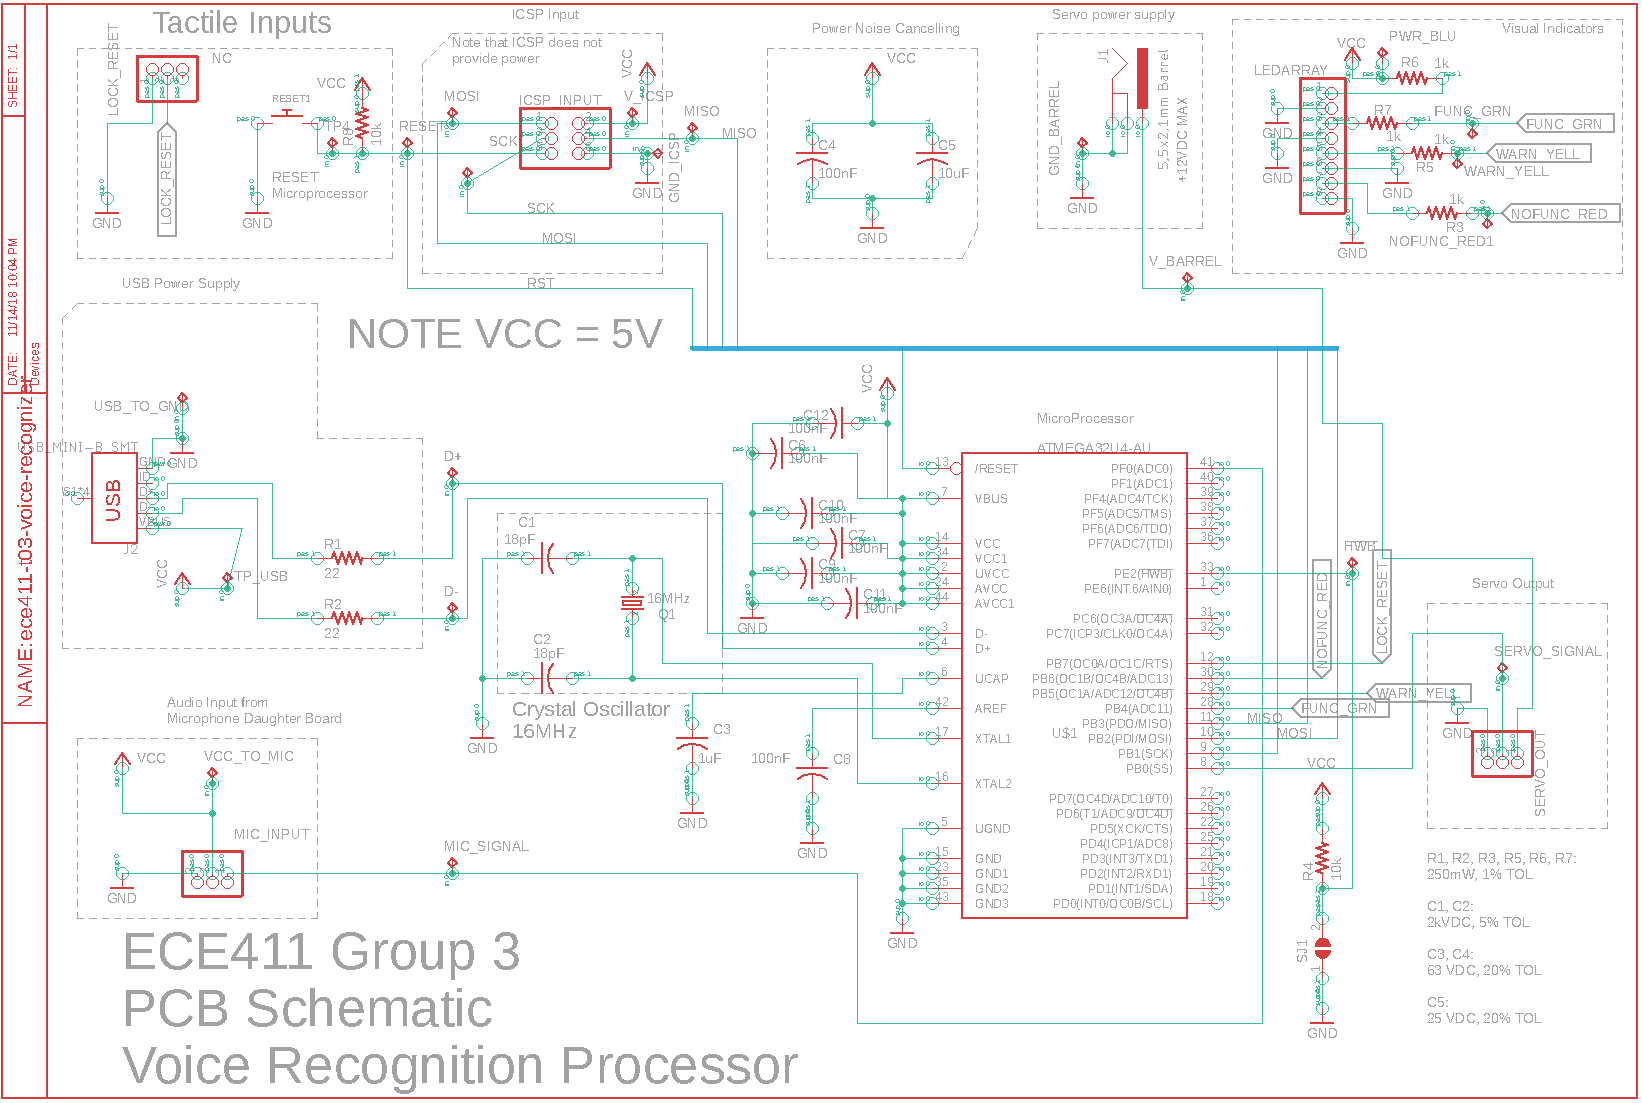 Tactile Inputs
LOCK_RESET
NC
LOCK_RESET
GND
RESET1
VCC
TP4
R8
10k
RESET
Microprocessor
GND
ICSP Input
Note that ICSP does not
provide power
MOSI
RESET
ICSP_INPUT
SCK
VCC
V_ICSP
MISO
MISO
GND_ICSP
GND
SCK
MOSI
RST
Power Noise Cancelling
VCC
C4
100nF
C5
10uF
GND
Servo power supply
J1
GND_BARREL
5.5x2.1mm Barrel
+12VDC MAX
GND
V_BARREL
Visual Indicators
LEDARRAY
VCC
PWR_BLU
R6
1k
R7
1k
FUNC_GRN
FUNC_GRN
GND
R5
1k
WARN_YELL
WARN_YELL
GND
GND
R3
NOFUNC_RED
NOFUNC_RED1
GND
SHEET: 1/1
DATE: 11/14/18 10:04 PM
Devices
NAME:ece411-t03-voice-recognizer
USB Power Supply
NOTE VCC = 5V
USB_TO_GND
USB_MINI-B_SMT
GND
S1*4
USB
GND
ID
D+
D-
VBUS
J2
VCC
TP_USB
R1
22
R2
22
D+
D-
C1
18pF
16MHz
Q1
C2
18pF
GND
Crystal Oscillator
16MHz
VCC
C12
100nF
C6
100nF
C10
100nF
C7
100nF
C9
100nF
C11
100nF
GND
C3
1uF
GND
100nF
C8
GND
MicroProcessor
ATMEGA32U4-AU
13 /RESET
7 VBUS
14 VCC
34 VCC1
2 UVCC
24 AVCC
44 AVCC1
3 D-
4 D+
6 UCAP
42 AREF
17 XTAL1
16 XTAL2
5 UGND
15 GND
23 GND1
35 GND2
43 GND3
GND
U$1
PF0(ADC0) 41
PF1(ADC1) 40
PF4(ADC4/TCK) 39
PF5(ADC5/TMS) 38
PF6(ADC6/TDO) 37
PF7(ADC7(TDI) 36
PE2(HWB) 33
PE6(INT.6/AIN0) 1
PC6(OC3A/OC4A) 31
PC7(ICP3/CLK0/OC4A) 32
PB7(OC0A/OC1C/RTS) 12
PB6(OC1B/OC4B/ADC13) 30
PB5(OC1A/ADC12/OC4B) 29
PB4(ADC11) 28
PB3(PDO/MISO) 11
PB2(PDI/MOSI) 10
PB1(SCK) 9
PB0(SS) 8
PD7(OC4D/ADC10/T0) 27
PD6(T1/ADC9/OC4D) 26
PD5(XCK/CTS) 22
PD4(ICP1/ADC8) 25
PD3(INT3/TXD1) 21
PD2(INT2/RXD1) 20
PD1(INT1/SDA) 19
PD0(INT0/OC0B/SCL) 18
HWB
NOFUNC_RED
LOCK_RESET
WARN_YELL
FUNC_GRN
MISO
MOSI
VCC
R4
10k
SJ1
2
1
GND
Servo Output
SERVO_SIGNAL
GND
SERVO_OUT
Audio Input from
Microphone Daughter Board
VCC
VCC_TO_MIC
MIC_INPUT
GND
MIC_SIGNAL
R1, R2, R3, R5, R6, R7:
250mW, 1% TOL
C1, C2:
2kVDC, 5% TOL
C3, C4:
63 VDC, 20% TOL
C5:
25 VDC, 20% TOL
ECE411 Group 3
PCB Schematic
Voice Recognition Processor